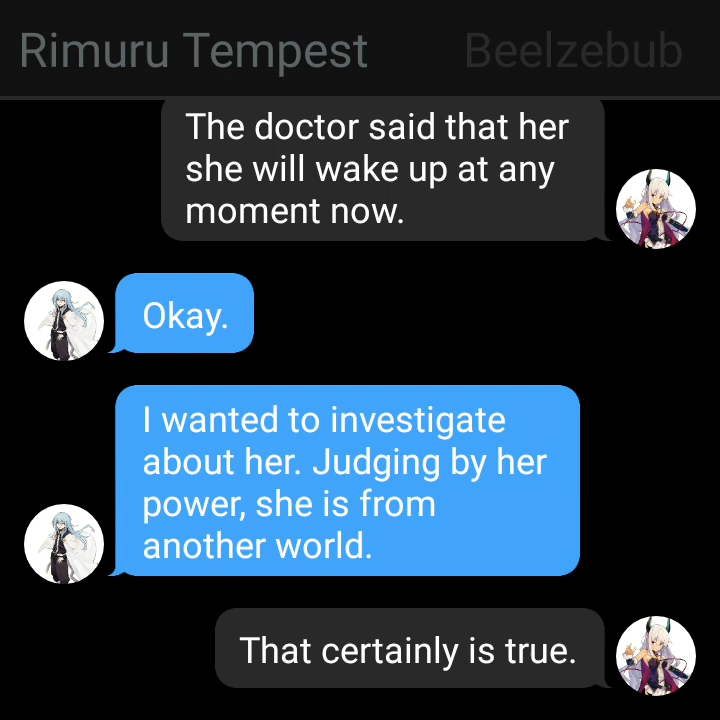 Rimuru Tempest Beelzebub
The doctor said that her
she will wake up at any
moment now.
Okay.
I wanted to investigate
about her. Judging by her
power, she is from
another world.
That certainly is true.